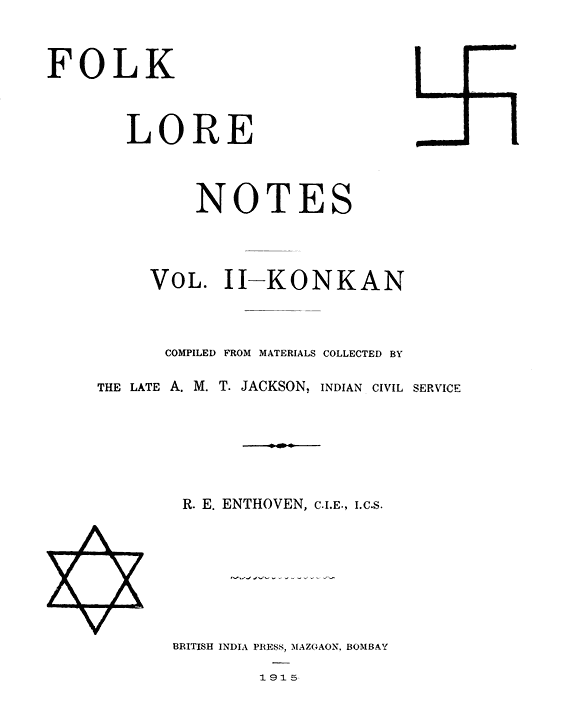 FOLK
LORE
NOTES
VOL. II—KONKAN
COMPILED FROM MATERIALS COLLECTED BY
THE LATE A. M. T. JACKSON, INDIAN CIVIL SERVICE
R. E. ENTHOVEN, C.I.E., I.C.S.
BRITISH INDIA PRESS, MAZGAON, BOMBAY
1915